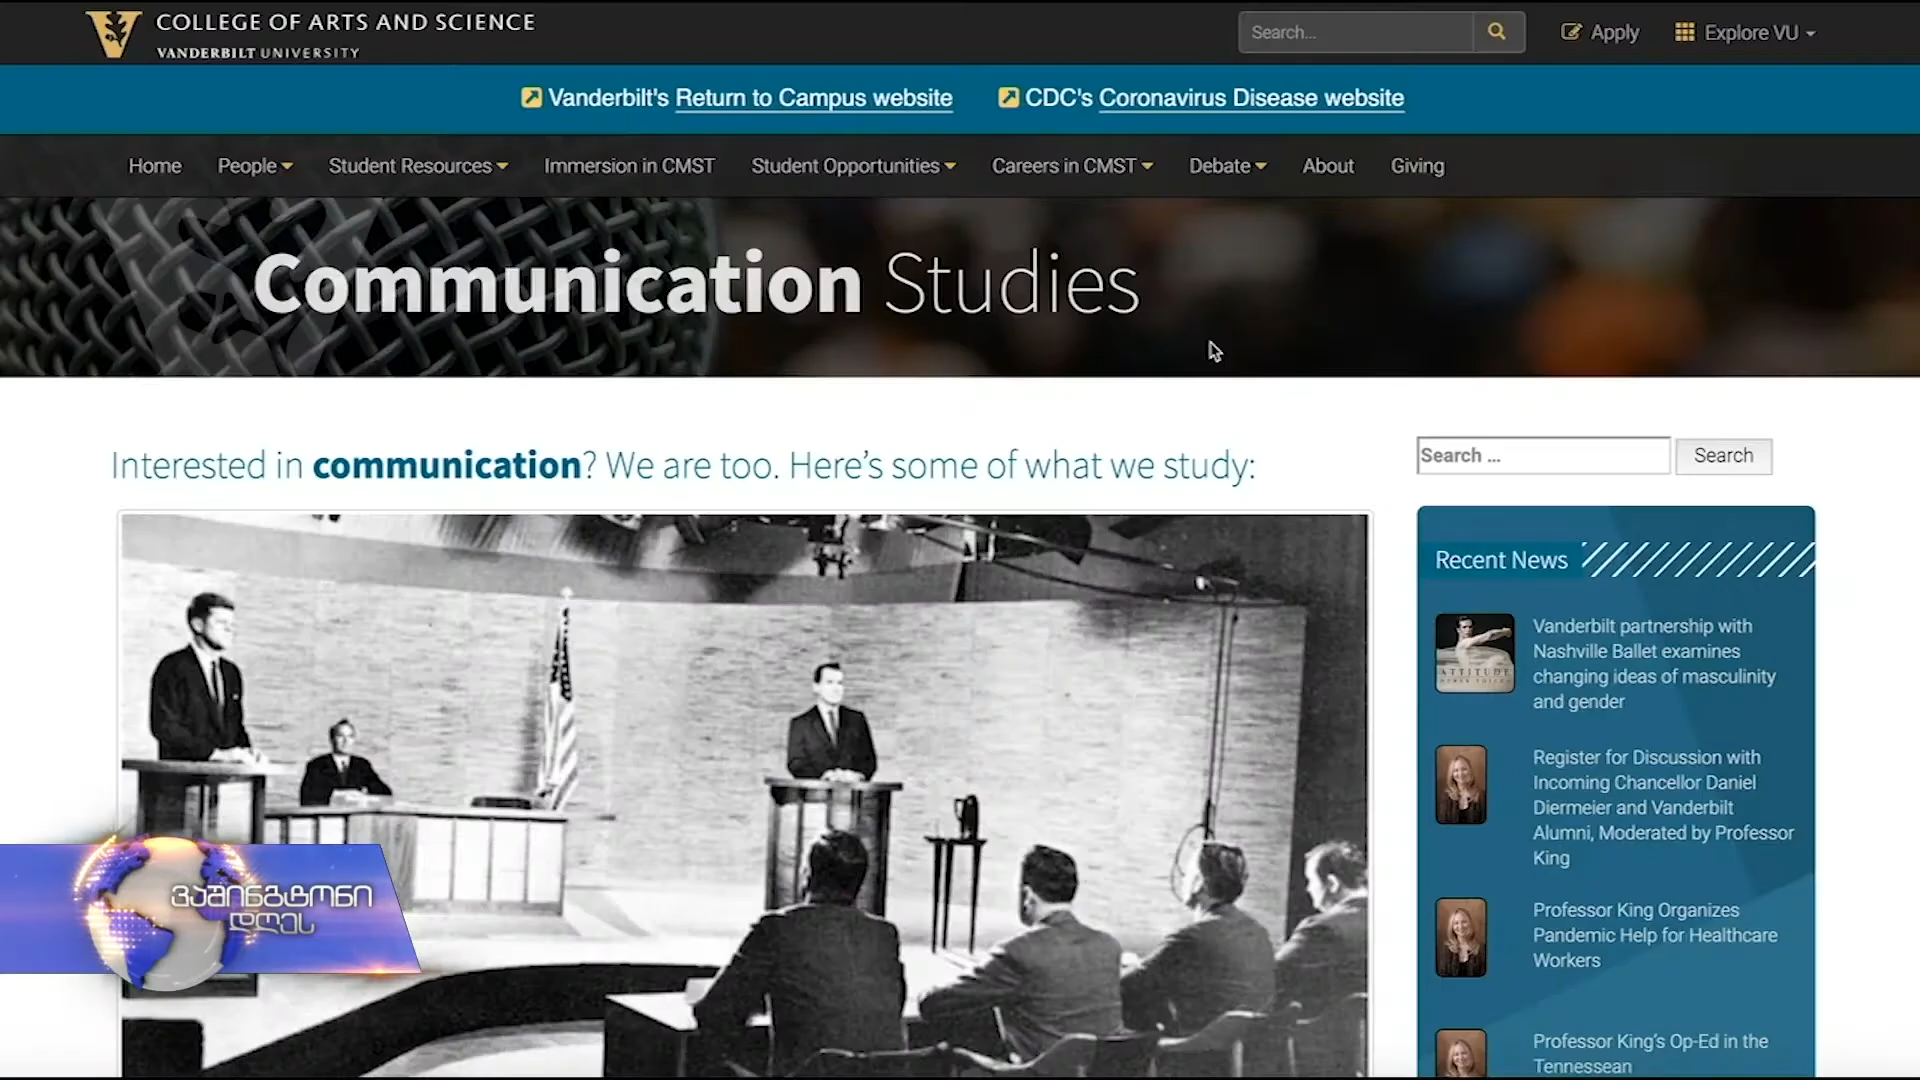 COLLEGE OF ARTS AND SCIENCE
VANDERBILT UNIVERSITY
Search...
Apply
Explore VU
Vanderbilt's Return to Campus website
CDC's Coronavirus Disease website
Home
People
Student Resources
Immersion in CMST
Student Opportunities
Careers in CMST
Debate
About
Giving
Communication Studies
Interested in communication? We are too. Here's some of what we study:
Search ...
Search
Recent News
ATTITUDE
Vanderbilt partnership with
Nashville Ballet examines
changing ideas of masculinity
and gender
Register for Discussion with
Incoming Chancellor Daniel
Diermeier and Vanderbilt
Alumni, Moderated by Professor
King
Professor King Organizes
Pandemic Help for Healthcare
Workers
Professor King's Op-Ed in the
Tennessean
ვაშინგტონი
დღეს